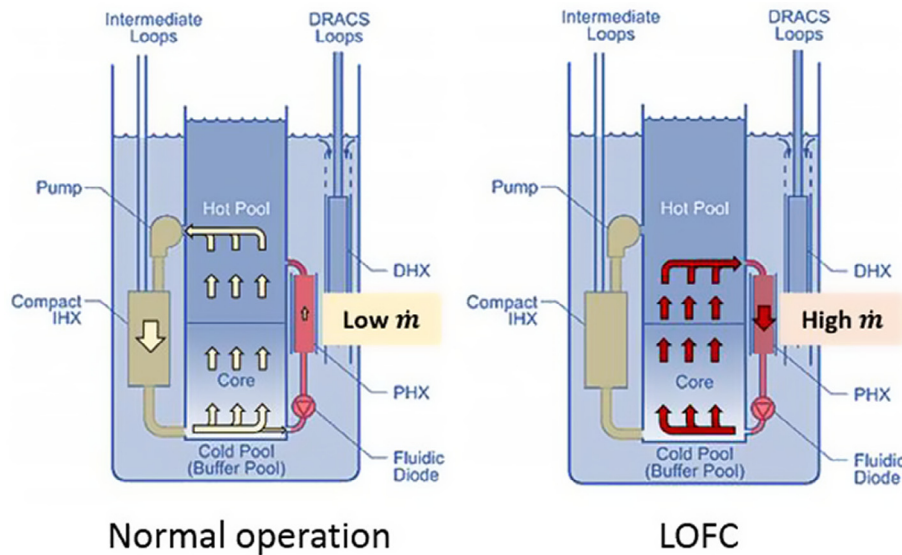 Intermediate
Loops
DRACS
Loops
Pump
Hot Pool
DHX
Compact
IHX
Low ṁ
Core
PHX
Cold Pool
(Buffer Pool)
Fluidic
Diode
Normal operation
Intermediate
Loops
DRACS
Loops
Pump
Hot Pool
DHX
Compact
IHX
High ṁ
Core
PHX
Cold Pool
(Buffer Pool)
Fluidic
Diode
LOFC